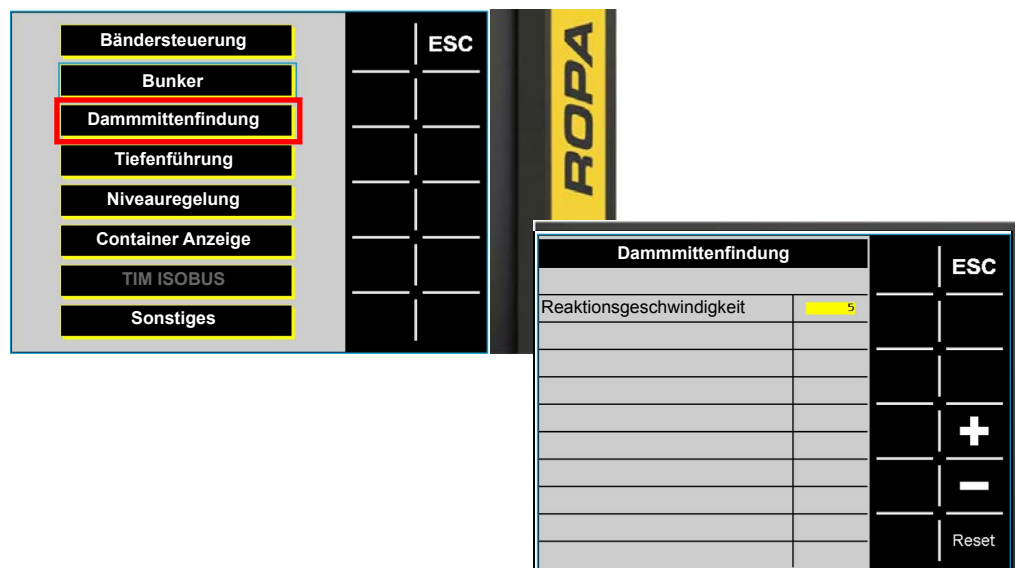 Bändersteuerung
ESC
Bunker
Dammmittenfindung
Tiefenführung
Niveauregelung
Container Anzeige
TIM ISOBUS
Sonstiges
ROPA
Dammmittenfindung
ESC
Reaktionsgeschwindigkeit 5
+
−
Reset